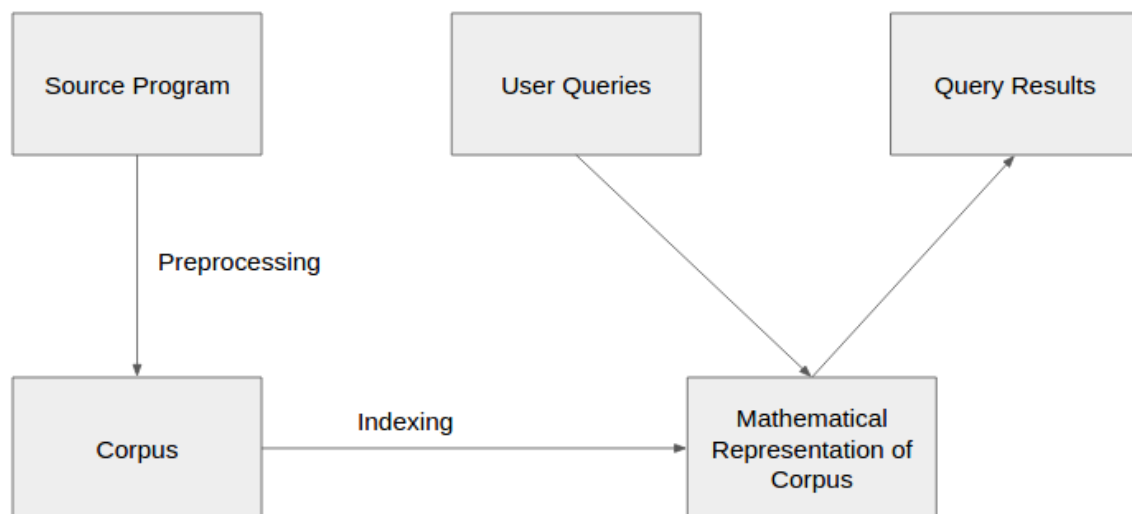 Source Program
User Queries
Query Results
Preprocessing
Corpus
Indexing
Mathematical
Representation of
Corpus